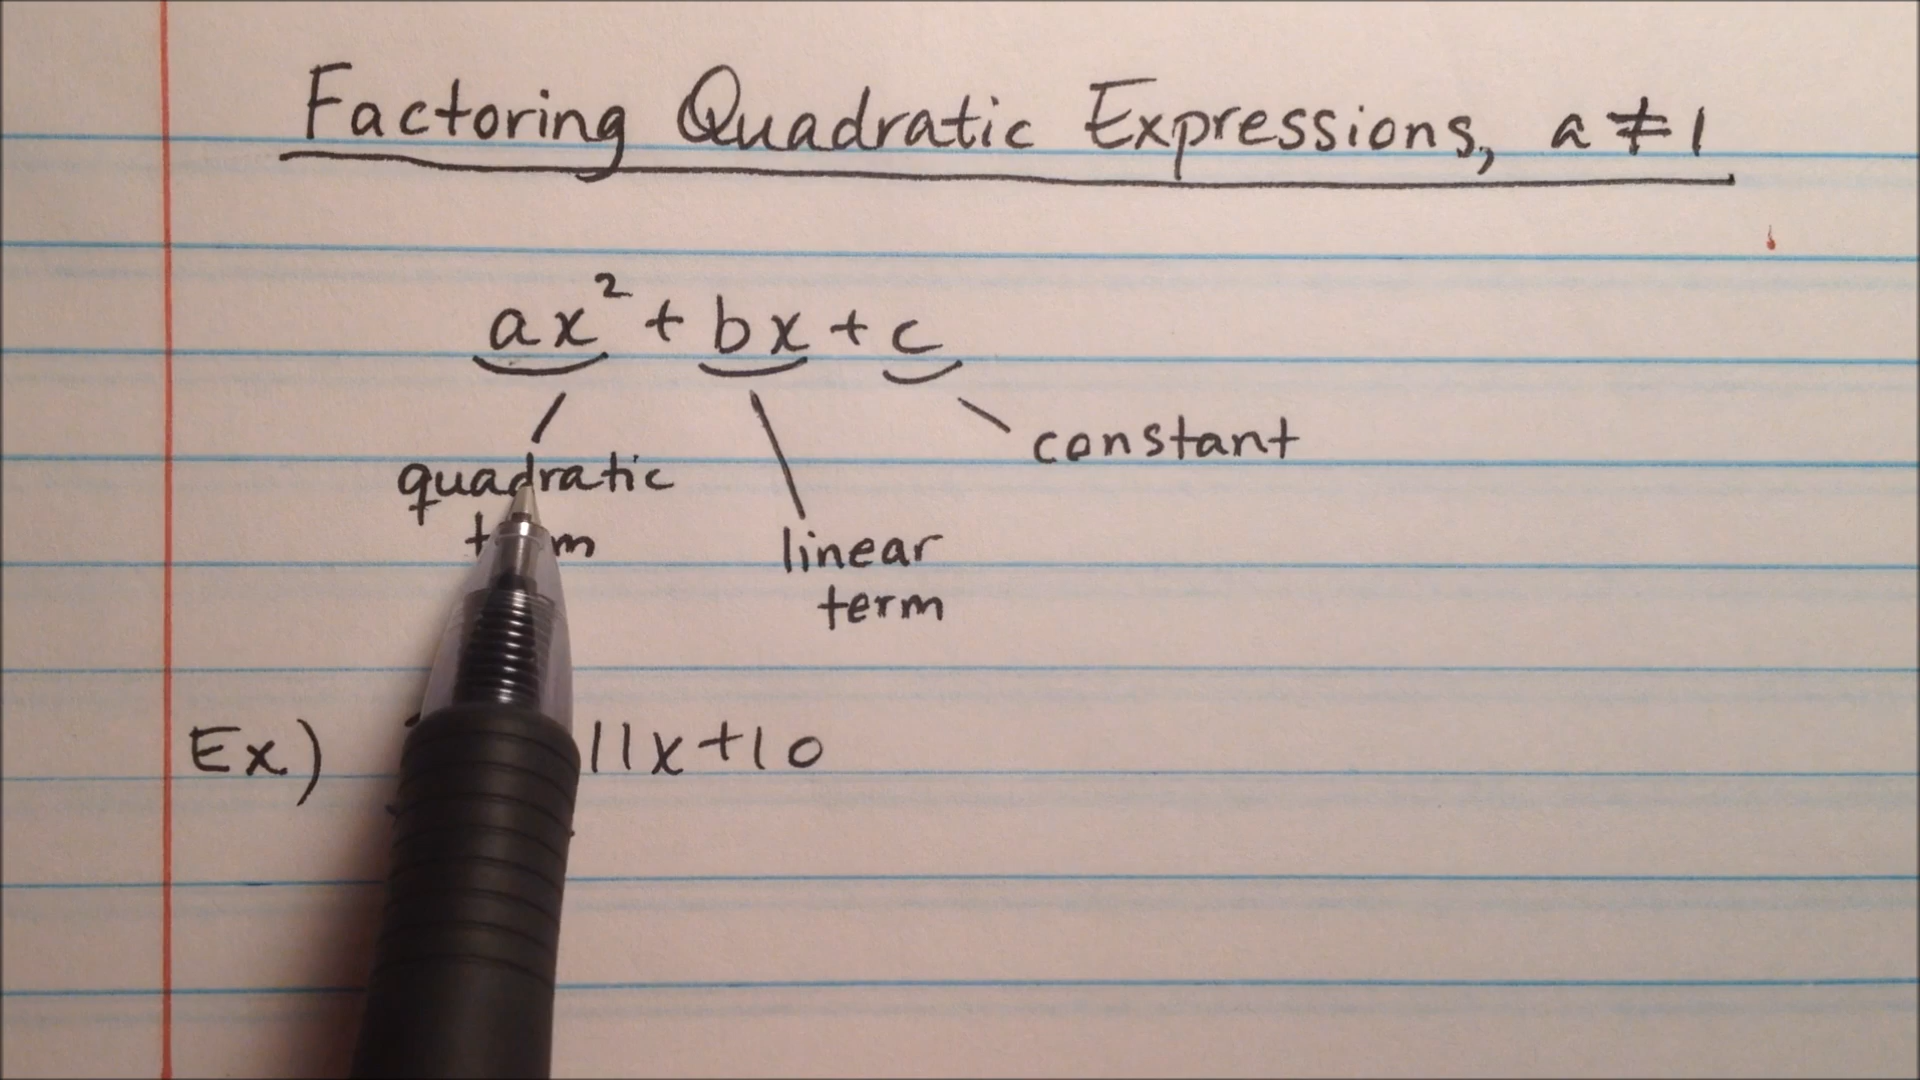 Factoring Quadratic Expressions, a ≠ 1
ax² + bx + c
constant
quadratic
linear
term
Ex) 11x+10